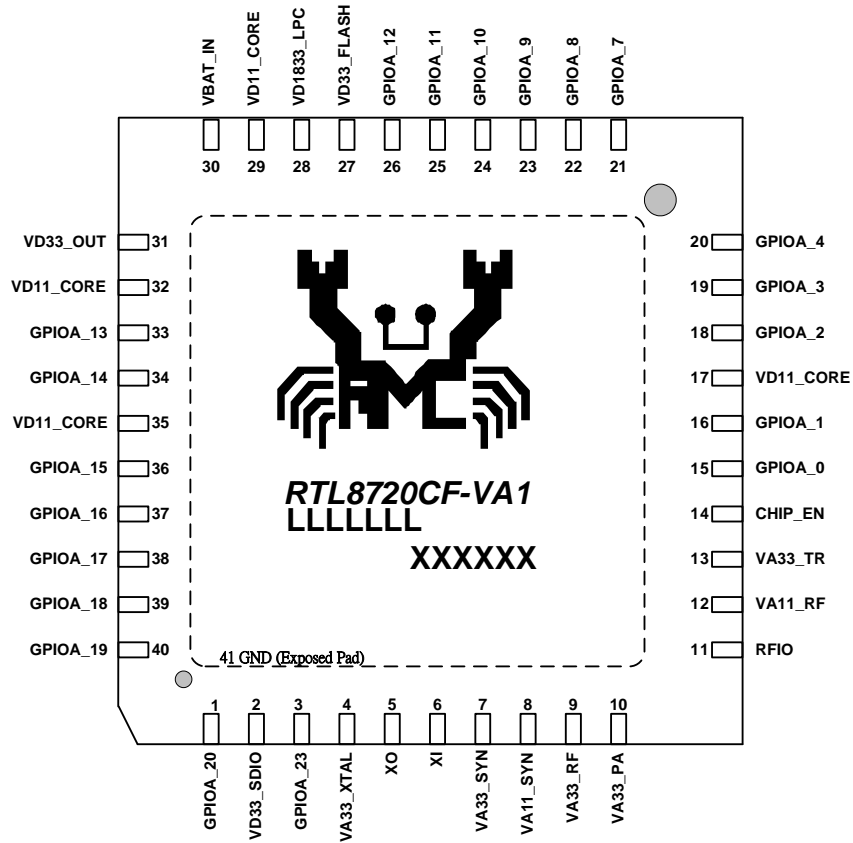 VBAT_IN VD11_CORE VD1833_LPC VD33_FLASH GPIOA_12 GPIOA_11 GPIOA_10 GPIOA_9 GPIOA_8 GPIOA_7
30 29 28 27 26 25 24 23 22 21
VD33_OUT 31
VD11_CORE 32
GPIOA_13 33
GPIOA_14 34
VD11_CORE 35
GPIOA_15 36
GPIOA_16 37
GPIOA_17 38
GPIOA_18 39
GPIOA_19 40
RTL8720CF-VA1
LLLLLLL
XXXXXX
41 GND (Exposed Pad)
20 GPIOA_4
19 GPIOA_3
18 GPIOA_2
17 VD11_CORE
16 GPIOA_1
15 GPIOA_0
14 CHIP_EN
13 VA33_TR
12 VA11_RF
11 RFIO
1 2 3 4 5 6 7 8 9 10
GPIOA_20 VD33_SDIO GPIOA_23 VA33_XTAL XO XI VA33_SYN VA11_SYN VA33_RF VA33_PA